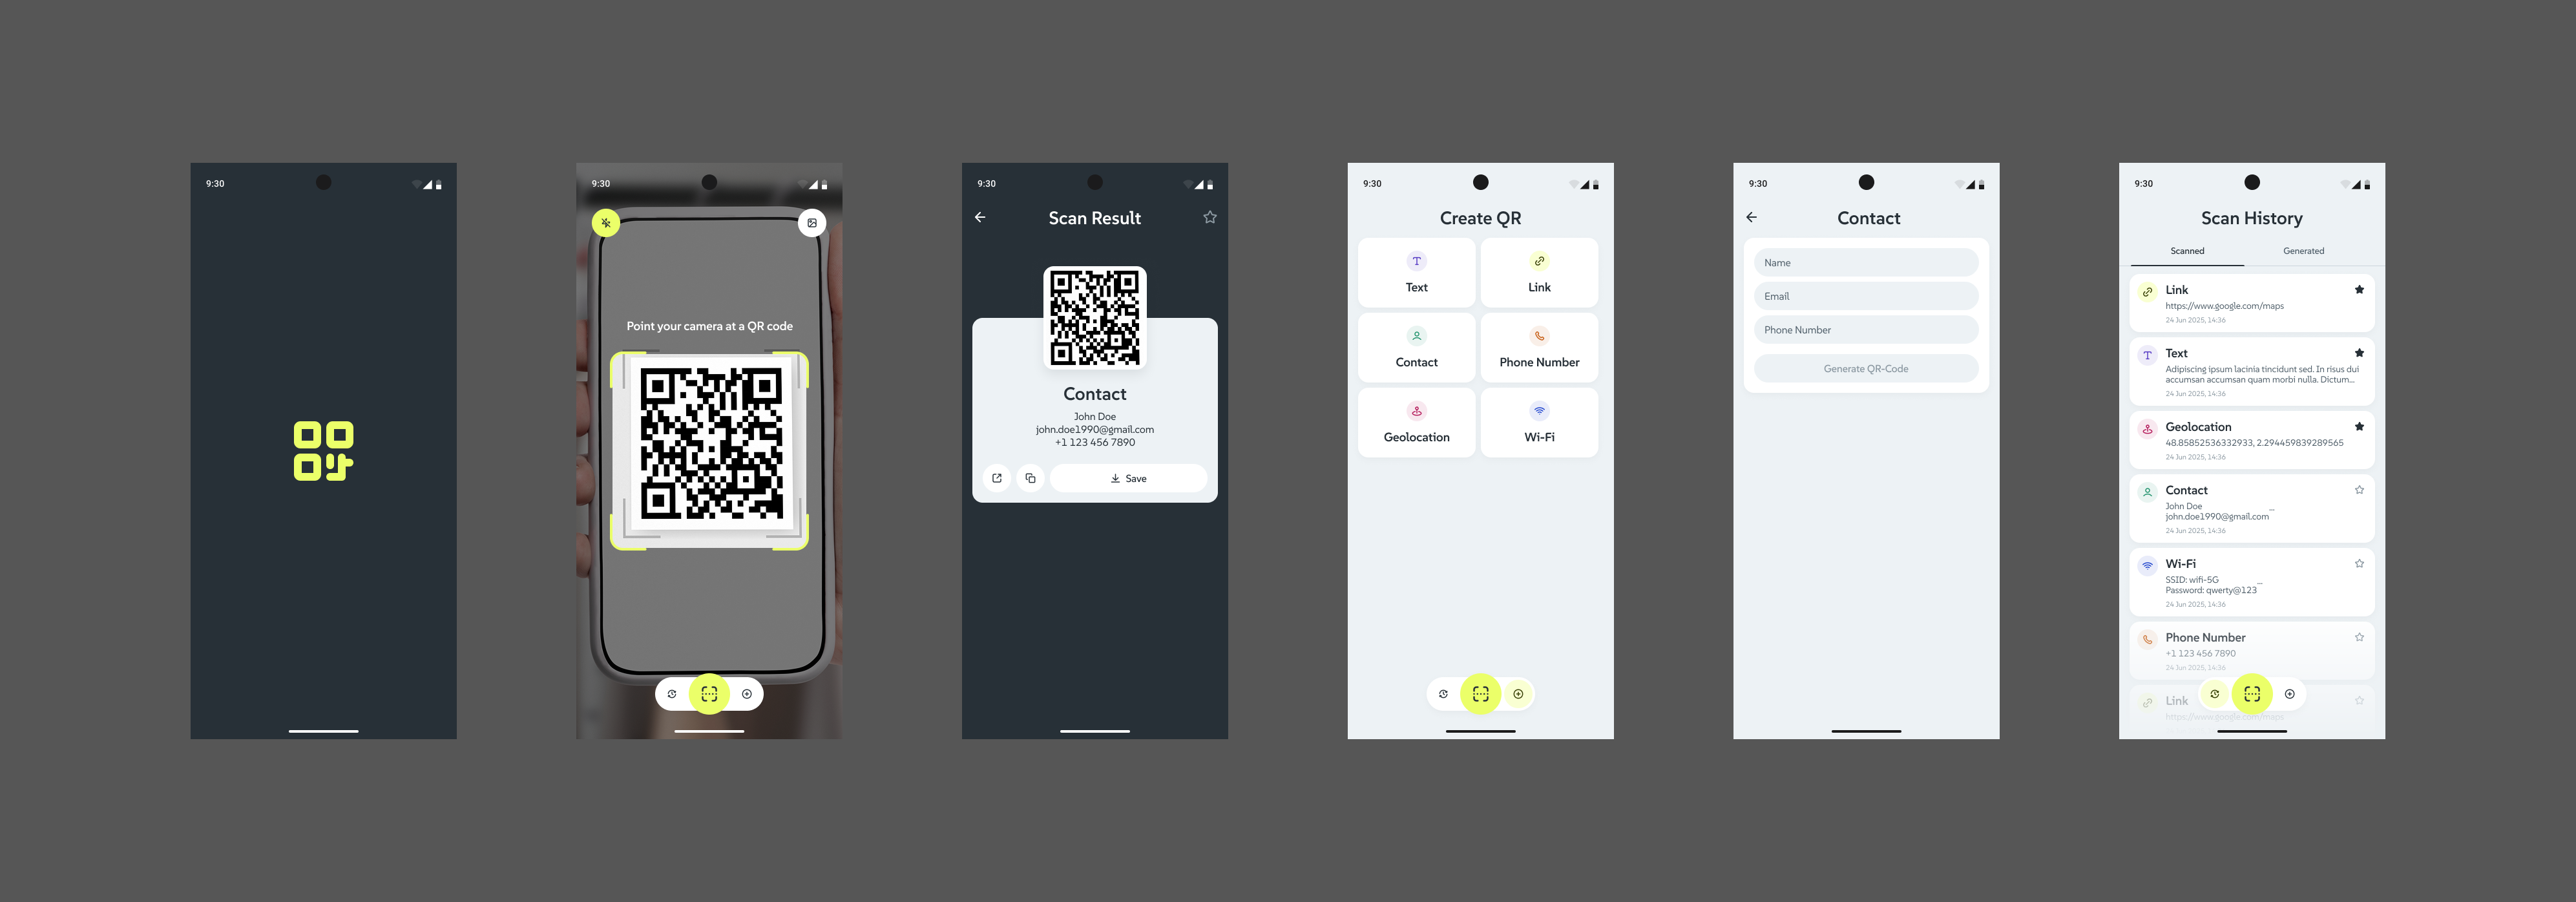 9:30
9:30
Point your camera at a QR code
9:30
Scan Result
Contact
John Doe
john.doe1990@gmail.com
+1 123 456 7890
Save
9:30
Create QR
Text
Link
Contact
Phone Number
Geolocation
Wi-Fi
9:30
Contact
Name
Email
Phone Number
Generate QR-Code
9:30
Scan History
Scanned
Generated
Link
https://www.google.com/maps
24 Jun 2025, 14:36
Text
Adipiscing ipsum lacinia tincidunt sed. In risus dui
accumsan accumsan quam morbi nulla. Dictum...
24 Jun 2025, 14:36
Geolocation
48.85852536332933, 2.294459839289565
24 Jun 2025, 14:36
Contact
John Doe
john.doe1990@gmail.com...
24 Jun 2025, 14:36
Wi-Fi
SSID: wifi-5G
Password: qwerty@123...
24 Jun 2025, 14:36
Phone Number
+1 123 456 7890
24 Jun 2025, 14:36
Link
https://www.google.com/maps